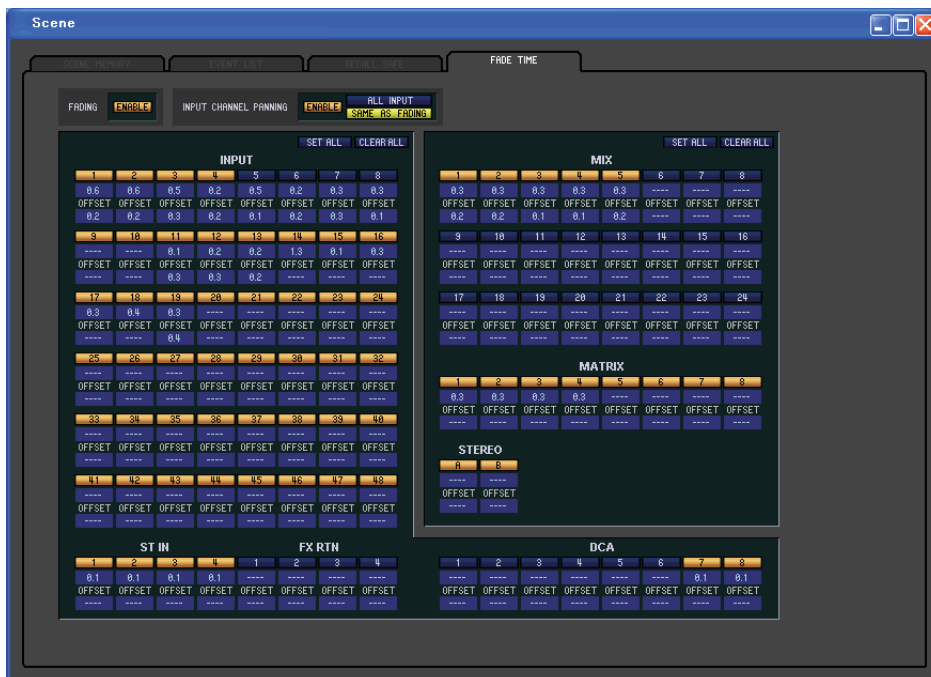 Scene
SCENE MEMORY EVENT LIST RECALL SAFE FADE TIME
FADING ENABLE INPUT CHANNEL PANNING ENABLE ALL INPUT
SAME AS FADING
SET ALL CLEAR ALL
INPUT
1 2 3 4 5 6 7 8
0.6 0.6 0.5 0.2 0.5 0.2 0.3 0.3
OFFSET OFFSET OFFSET OFFSET OFFSET OFFSET OFFSET OFFSET
0.2 0.2 0.3 0.2 0.1 0.2 0.3 0.1
9 10 11 12 13 14 15 16
---- ---- 0.1 0.2 0.2 1.3 0.1 0.3
OFFSET OFFSET OFFSET OFFSET OFFSET OFFSET OFFSET OFFSET
---- ---- 0.3 0.3 0.2 ---- ---- ----
17 18 19 20 21 22 23 24
0.3 0.4 0.3 ---- ---- ---- ---- ----
OFFSET OFFSET OFFSET OFFSET OFFSET OFFSET OFFSET OFFSET
---- ---- 0.4 ---- ---- ---- ---- ----
25 26 27 28 29 30 31 32
---- ---- ---- ---- ---- ---- ---- ----
OFFSET OFFSET OFFSET OFFSET OFFSET OFFSET OFFSET OFFSET
---- ---- ---- ---- ---- ---- ---- ----
33 34 35 36 37 38 39 40
---- ---- ---- ---- ---- ---- ---- ----
OFFSET OFFSET OFFSET OFFSET OFFSET OFFSET OFFSET OFFSET
---- ---- ---- ---- ---- ---- ---- ----
41 42 43 44 45 46 47 48
---- ---- ---- ---- ---- ---- ---- ----
OFFSET OFFSET OFFSET OFFSET OFFSET OFFSET OFFSET OFFSET
---- ---- ---- ---- ---- ---- ---- ----
SET ALL CLEAR ALL
MIX
1 2 3 4 5 6 7 8
0.3 0.3 0.3 0.3 0.3 ---- ---- ----
OFFSET OFFSET OFFSET OFFSET OFFSET OFFSET OFFSET OFFSET
0.2 0.2 0.1 0.1 0.2 ---- ---- ----
9 10 11 12 13 14 15 16
---- ---- ---- ---- ---- ---- ---- ----
OFFSET OFFSET OFFSET OFFSET OFFSET OFFSET OFFSET OFFSET
---- ---- ---- ---- ---- ---- ---- ----
17 18 19 20 21 22 23 24
---- ---- ---- ---- ---- ---- ---- ----
OFFSET OFFSET OFFSET OFFSET OFFSET OFFSET OFFSET OFFSET
---- ---- ---- ---- ---- ---- ---- ----
MATRIX
1 2 3 4 5 6 7 8
0.3 0.3 0.3 0.3 ---- ---- ---- ----
OFFSET OFFSET OFFSET OFFSET OFFSET OFFSET OFFSET OFFSET
---- ---- ---- ---- ---- ---- ---- ----
STEREO
A B
---- ----
OFFSET OFFSET
---- ----
ST IN FX RTN
1 2 3 4 1 2 3 4
0.1 0.1 0.1 0.1 ---- ---- ---- ----
OFFSET OFFSET OFFSET OFFSET OFFSET OFFSET OFFSET OFFSET
---- ---- ---- ---- ---- ---- ---- ----
DCA
1 2 3 4 5 6 7 8
---- ---- ---- ---- ---- ---- 0.1 0.1
OFFSET OFFSET OFFSET OFFSET OFFSET OFFSET OFFSET OFFSET
---- ---- ---- ---- ---- ---- ---- ----